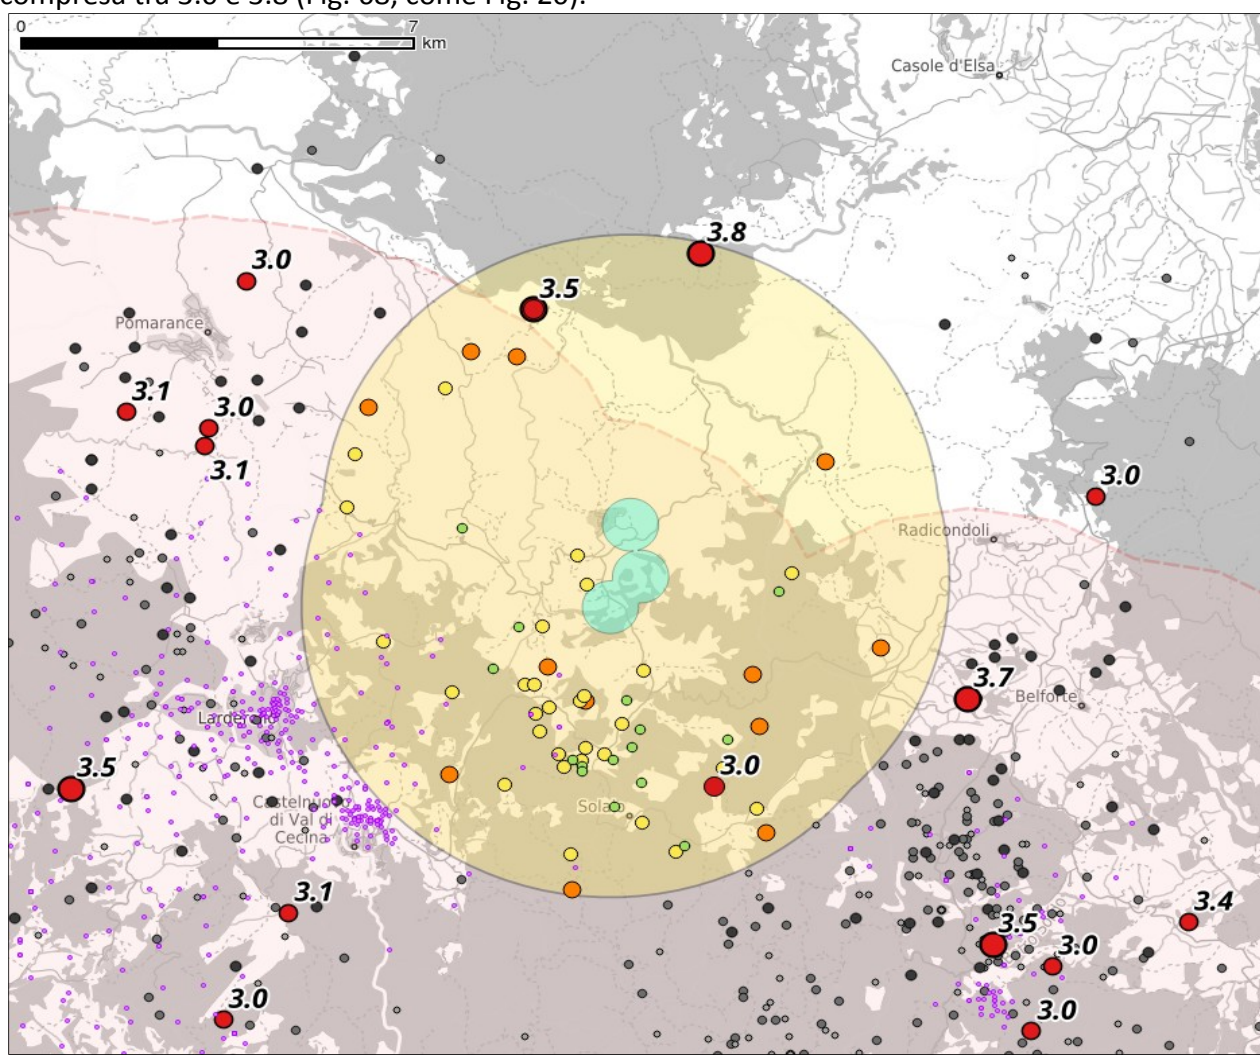 compresa tra 3.0 e 3.8 (Fig. 68, come Fig. 26).
0 7
km
Casole d'Elsa
3.8
3.0
3.5
Pomarance
3.1
3.0
3.1
3.0
Radicondoli
3.7
Belforte
Larderello
3.5
3.0
Castelnuovo
di Val di
Cecina
Solaio
3.1
3.4
3.5
3.0
3.0
3.0